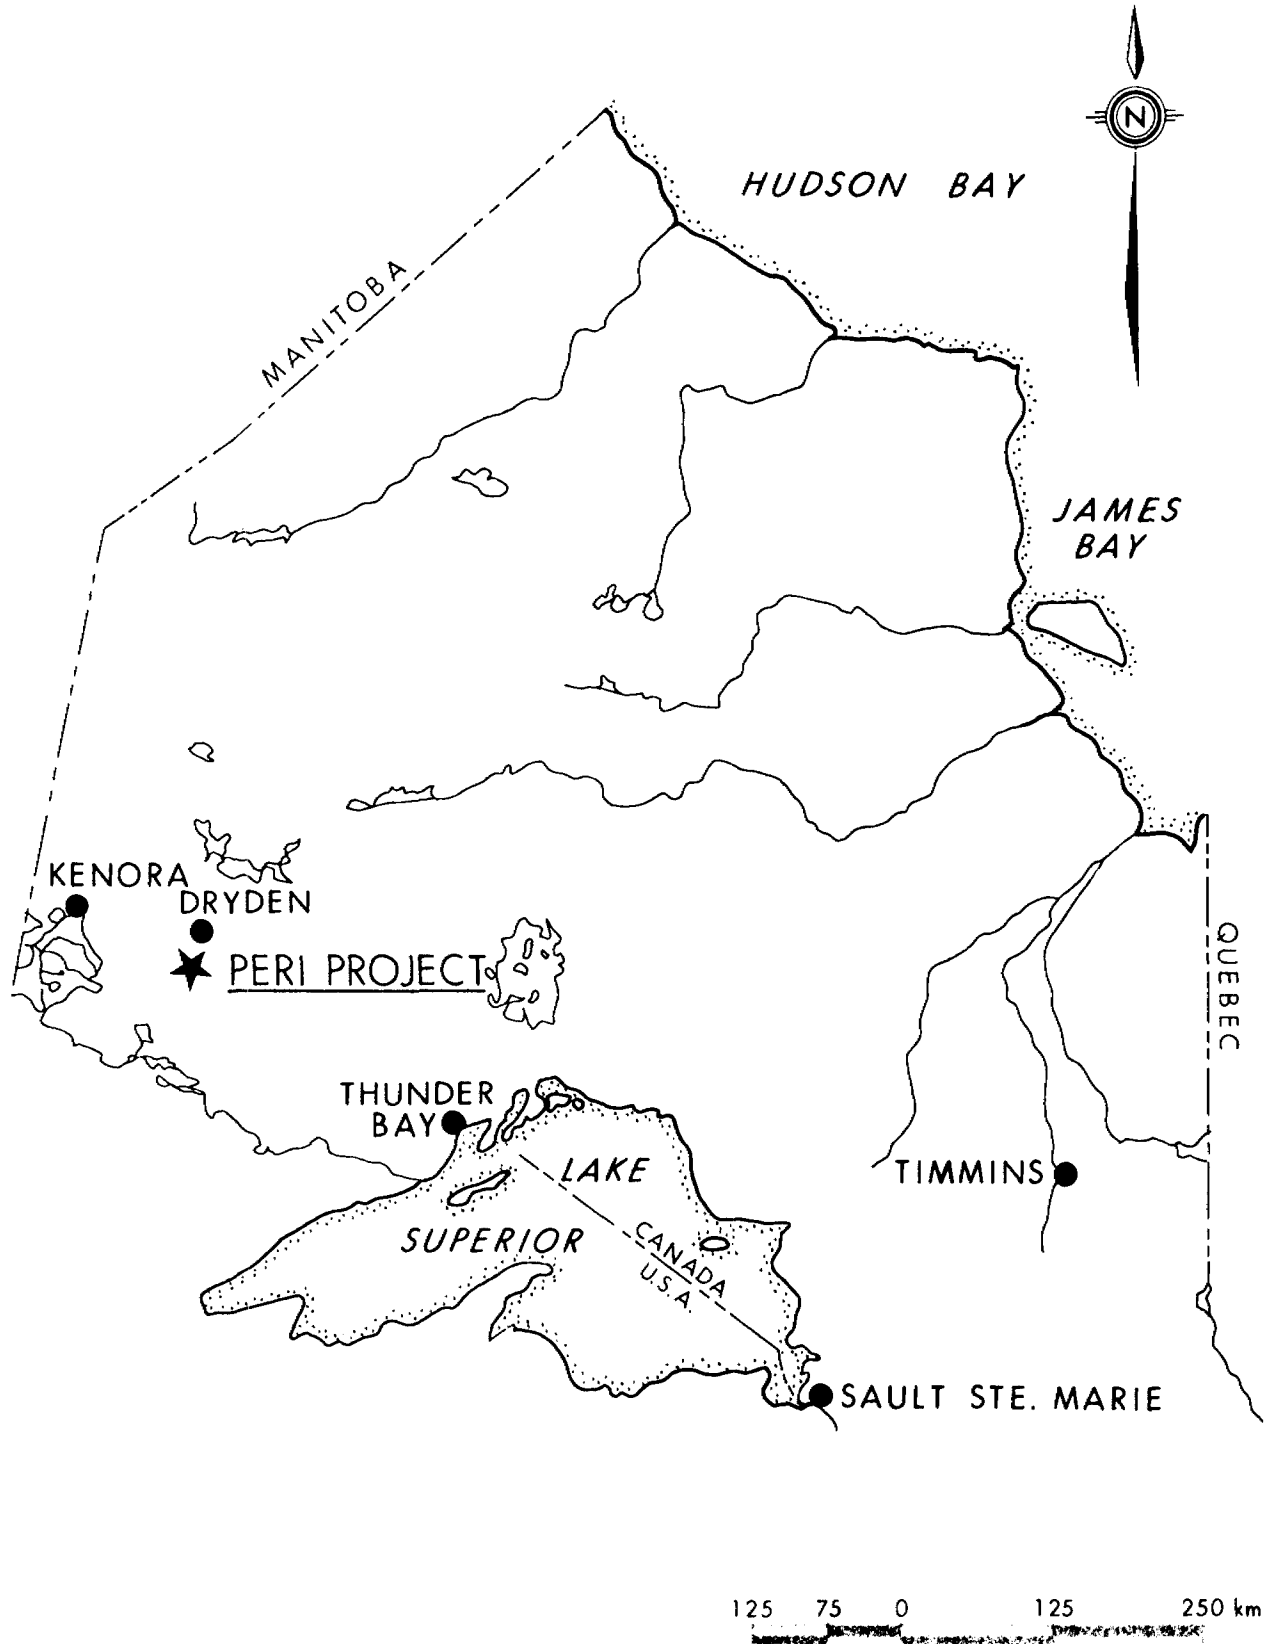 N
HUDSON BAY
MANITOBA
JAMES
BAY
KENORA
DRYDEN
PERI PROJECT
QUEBEC
THUNDER
BAY
LAKE
SUPERIOR
TIMMINS
CANADA
U.S.A.
SAULT STE. MARIE
125 75 0 125 250 km